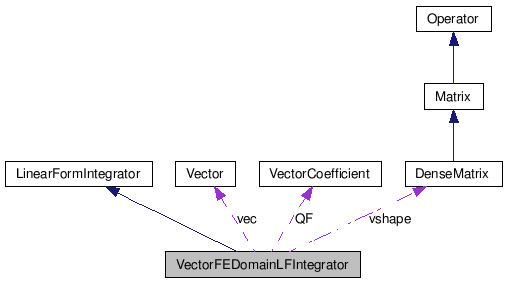 Operator
Matrix
LinearFormIntegrator
Vector
VectorCoefficient
DenseMatrix
vec
QF
vshape
VectorFEDomainLFIntegrator